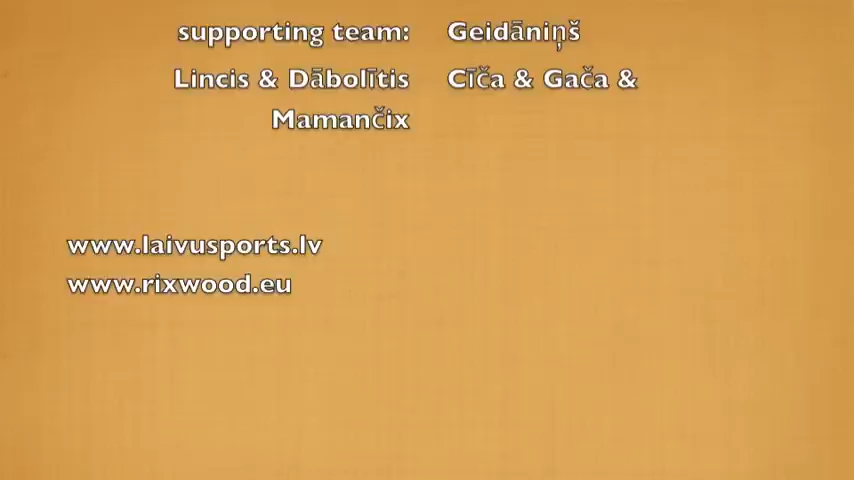 supporting team: Geidāniņš
Lincis & Dābolītis Cīča & Gača &
Mamančix
www.laivusports.lv
www.rixwood.eu